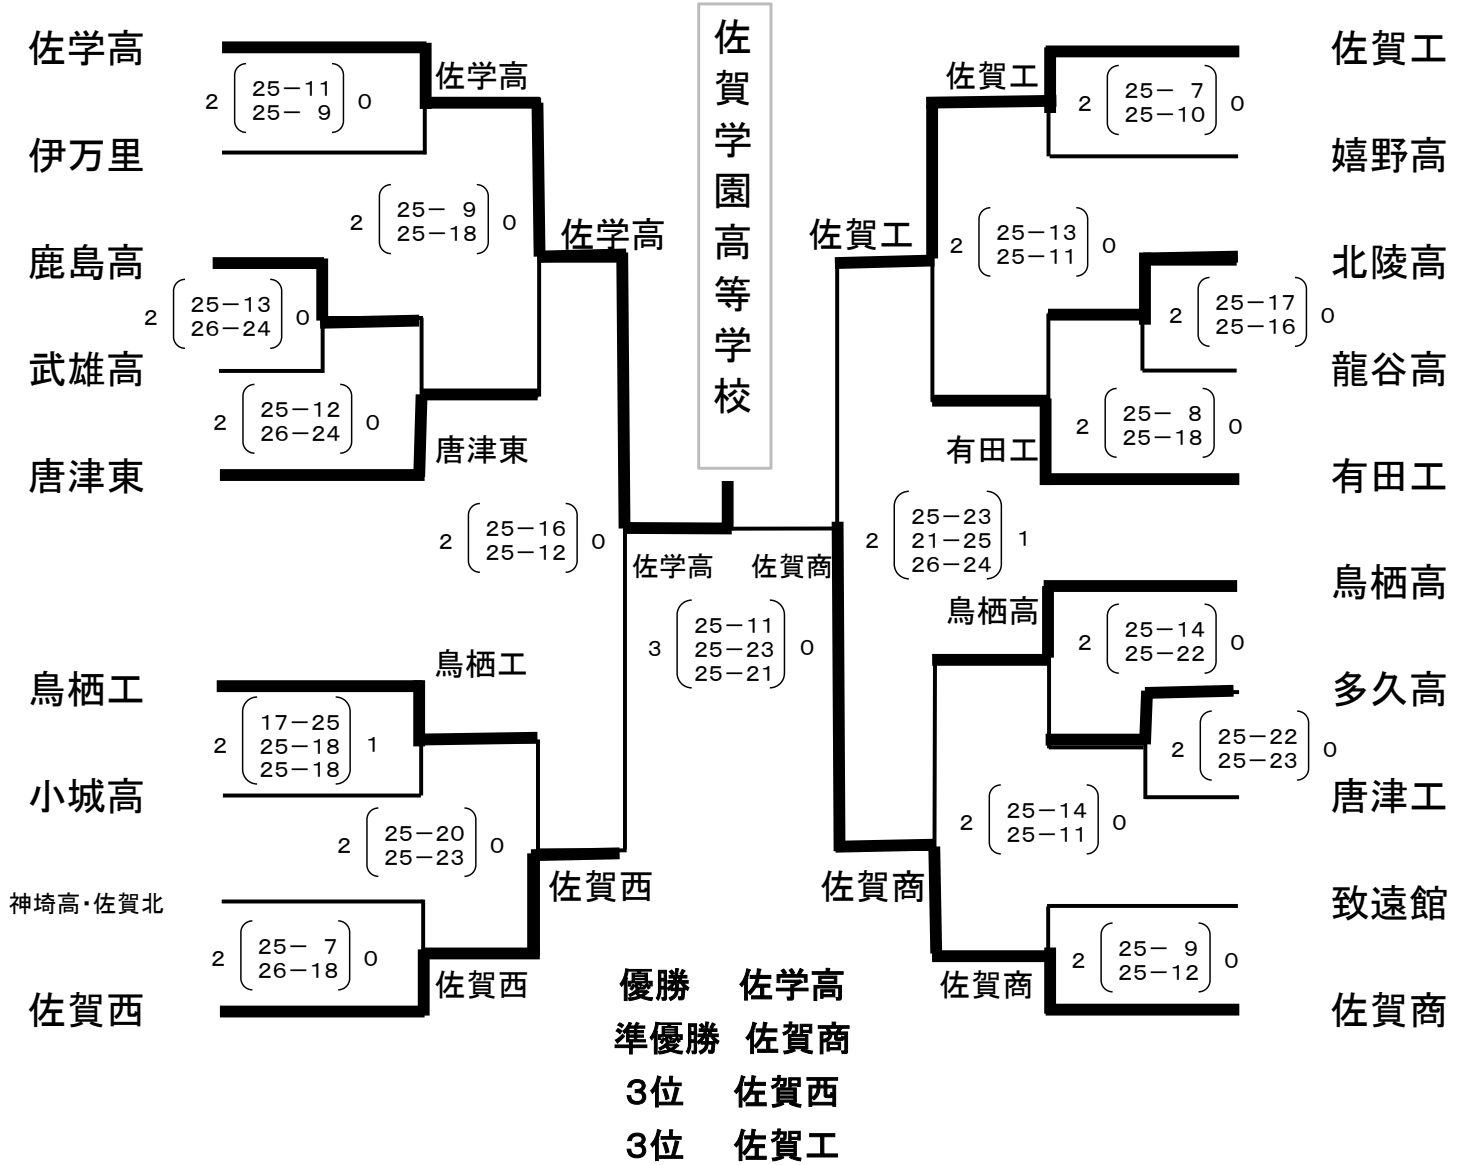 佐賀学園高等学校
佐学高
伊万里
鹿島高
武雄高
唐津東
鳥栖工
小城高
神埼高・佐賀北
佐賀西
2 25－11 0
25－ 9
佐学高
2 25－ 9 0
25－18
佐学高
2 25－13 0
26－24
2 25－12 0
26－24
唐津東
2 25－16 0
25－12
鳥栖工
2 17－25 1
25－18
25－18
2 25－20 0
25－23
佐賀西
2 25－ 7 0
26－18
佐賀西
佐学高 佐賀商
3 25－11 0
25－23
25－21
佐賀工
2 25－ 7 0
25－10
佐賀工
2 25－13 0
25－11
2 25－17 0
25－16
2 25－ 8 0
25－18
有田工
2 25－23 1
21－25
26－24
鳥栖高
2 25－14 0
25－22
2 25－22 0
25－23
2 25－14 0
25－11
佐賀商
2 25－ 9 0
25－12
佐賀商
佐賀工
嬉野高
北陵高
龍谷高
有田工
鳥栖高
多久高
唐津工
致遠館
佐賀商
優勝 佐学高
準優勝 佐賀商
3位 佐賀西
3位 佐賀工